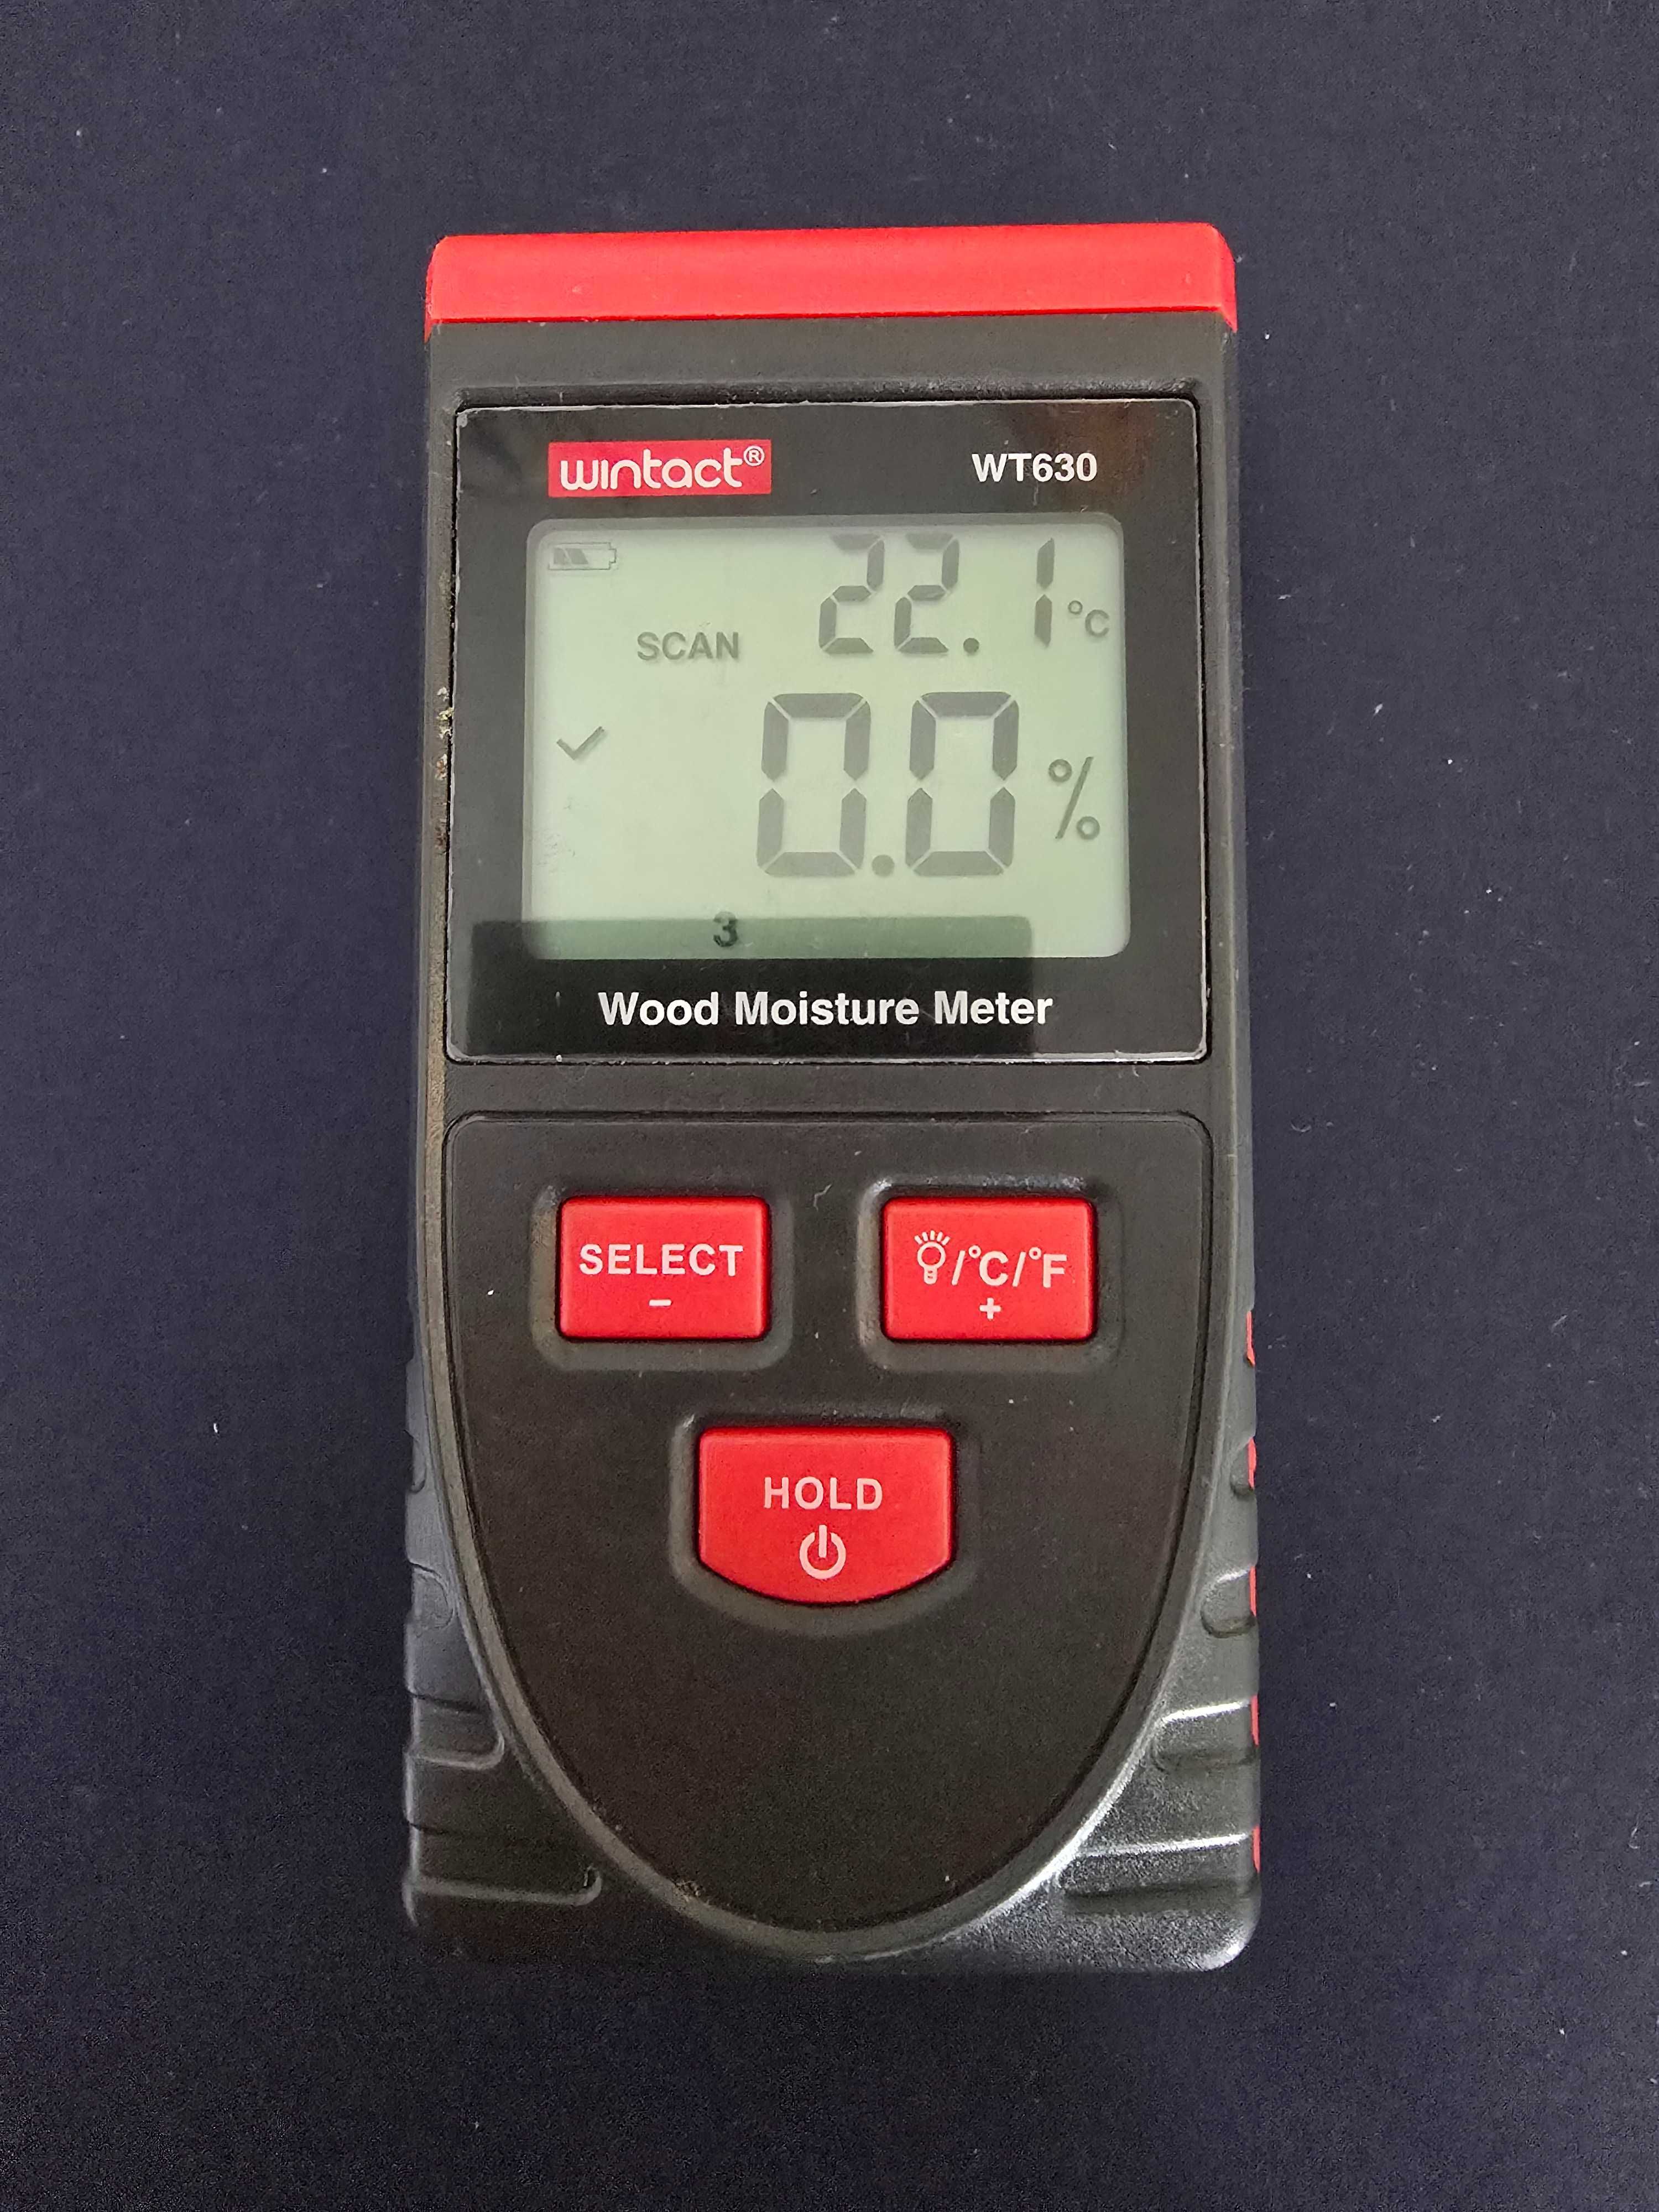 wintact® WT630
22.1 °C
SCAN
0.0 %
3
Wood Moisture Meter
SELECT /°C/°F
- +
HOLD